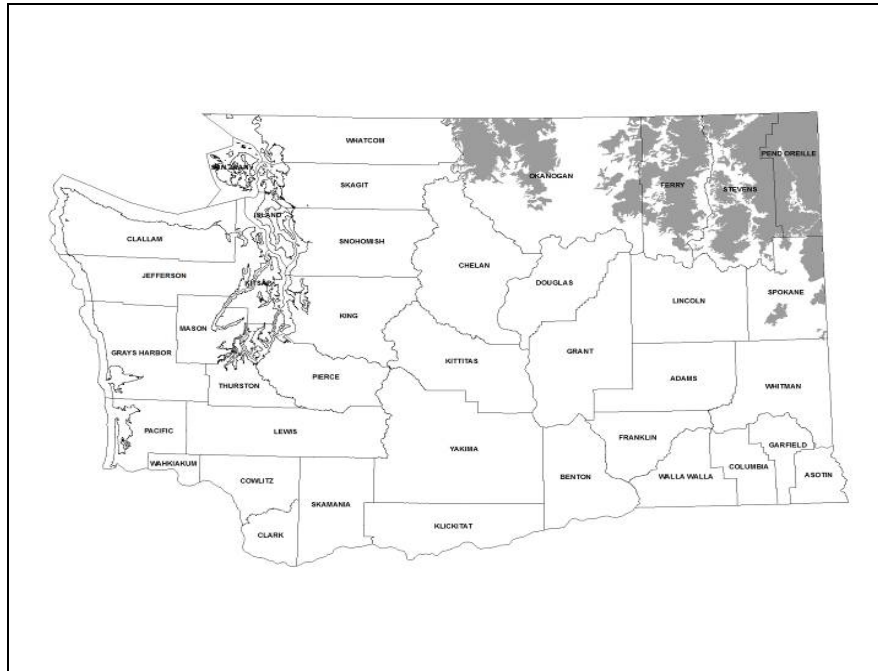 WHATCOM
PEND OREILLE
SKAGIT
OKANOGAN
FERRY
STEVENS
ISLAND
CLALLAM
SNOHOMISH
CHELAN
JEFFERSON
KITSAP
DOUGLAS
SPOKANE
LINCOLN
KING
MASON
GRAYS HARBOR
KITTITAS
GRANT
PIERCE
ADAMS
THURSTON
WHITMAN
PACIFIC
LEWIS
FRANKLIN
GARFIELD
YAKIMA
WAHKIAKUM
COLUMBIA
ASOTIN
WALLA WALLA
BENTON
COWLITZ
SKAMANIA
KLICKITAT
CLARK